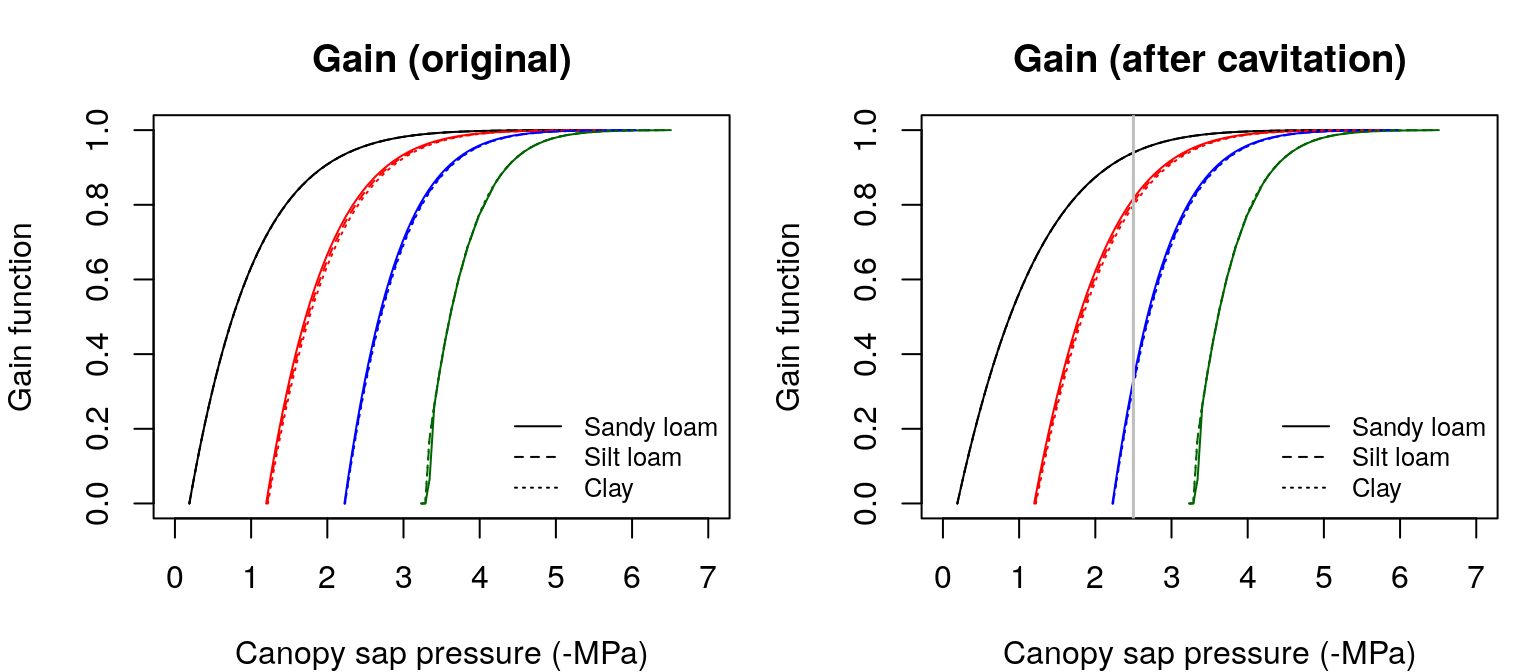 Gain (original)
Gain function
0.0 0.2 0.4 0.6 0.8 1.0
Sandy loam
Silt loam
Clay
0 1 2 3 4 5 6 7
Canopy sap pressure (-MPa)
Gain (after cavitation)
Gain function
0.0 0.2 0.4 0.6 0.8 1.0
Sandy loam
Silt loam
Clay
0 1 2 3 4 5 6 7
Canopy sap pressure (-MPa)